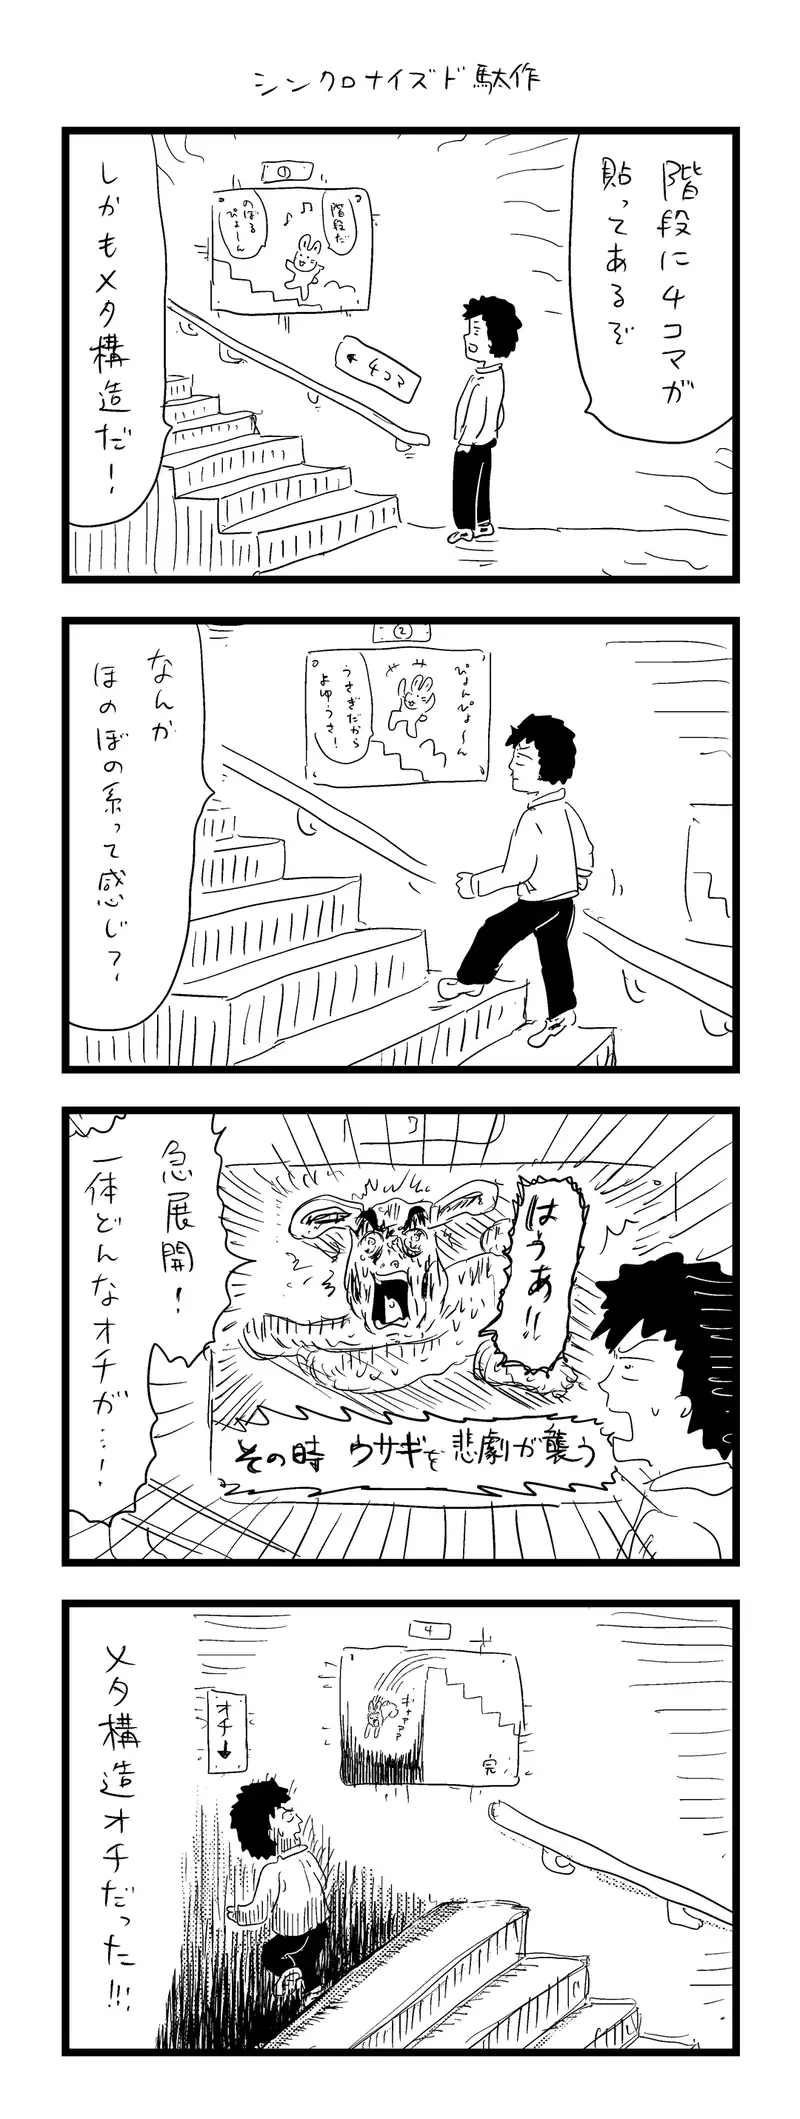 シンクロナイズド駄作
階段に4コマが
貼ってあるぞ
①
階段だ
のぼる
ぴょーん
←4コマ
しかもメタ構造だ!
②
ぴょんぴょ〜ん
うさぎだから
よゆうさ!
なんか
ほのぼの系って感じ?
3
はうあ!!
その時 ウサギを悲劇が襲う
急展開!
一体どんなオチが…!
4
ギャアアア
完
オチ↓
メタ構造オチだった!!!